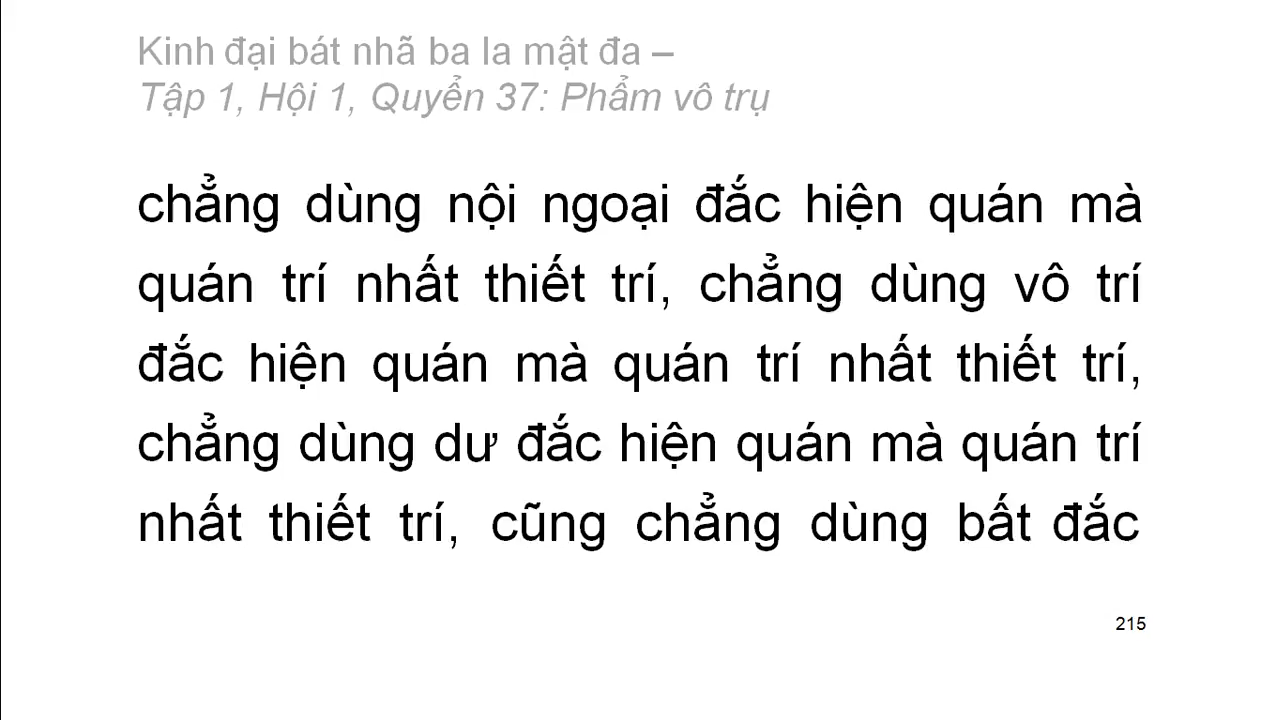 Kinh đại bát nhã ba la mật đa –
Tập 1, Hội 1, Quyển 37: Phẩm vô trụ
chẳng dùng nội ngoại đắc hiện quán mà
quán trí nhất thiết trí, chẳng dùng vô trí
đắc hiện quán mà quán trí nhất thiết trí,
chẳng dùng dư đắc hiện quán mà quán trí
nhất thiết trí, cũng chẳng dùng bất đắc
215